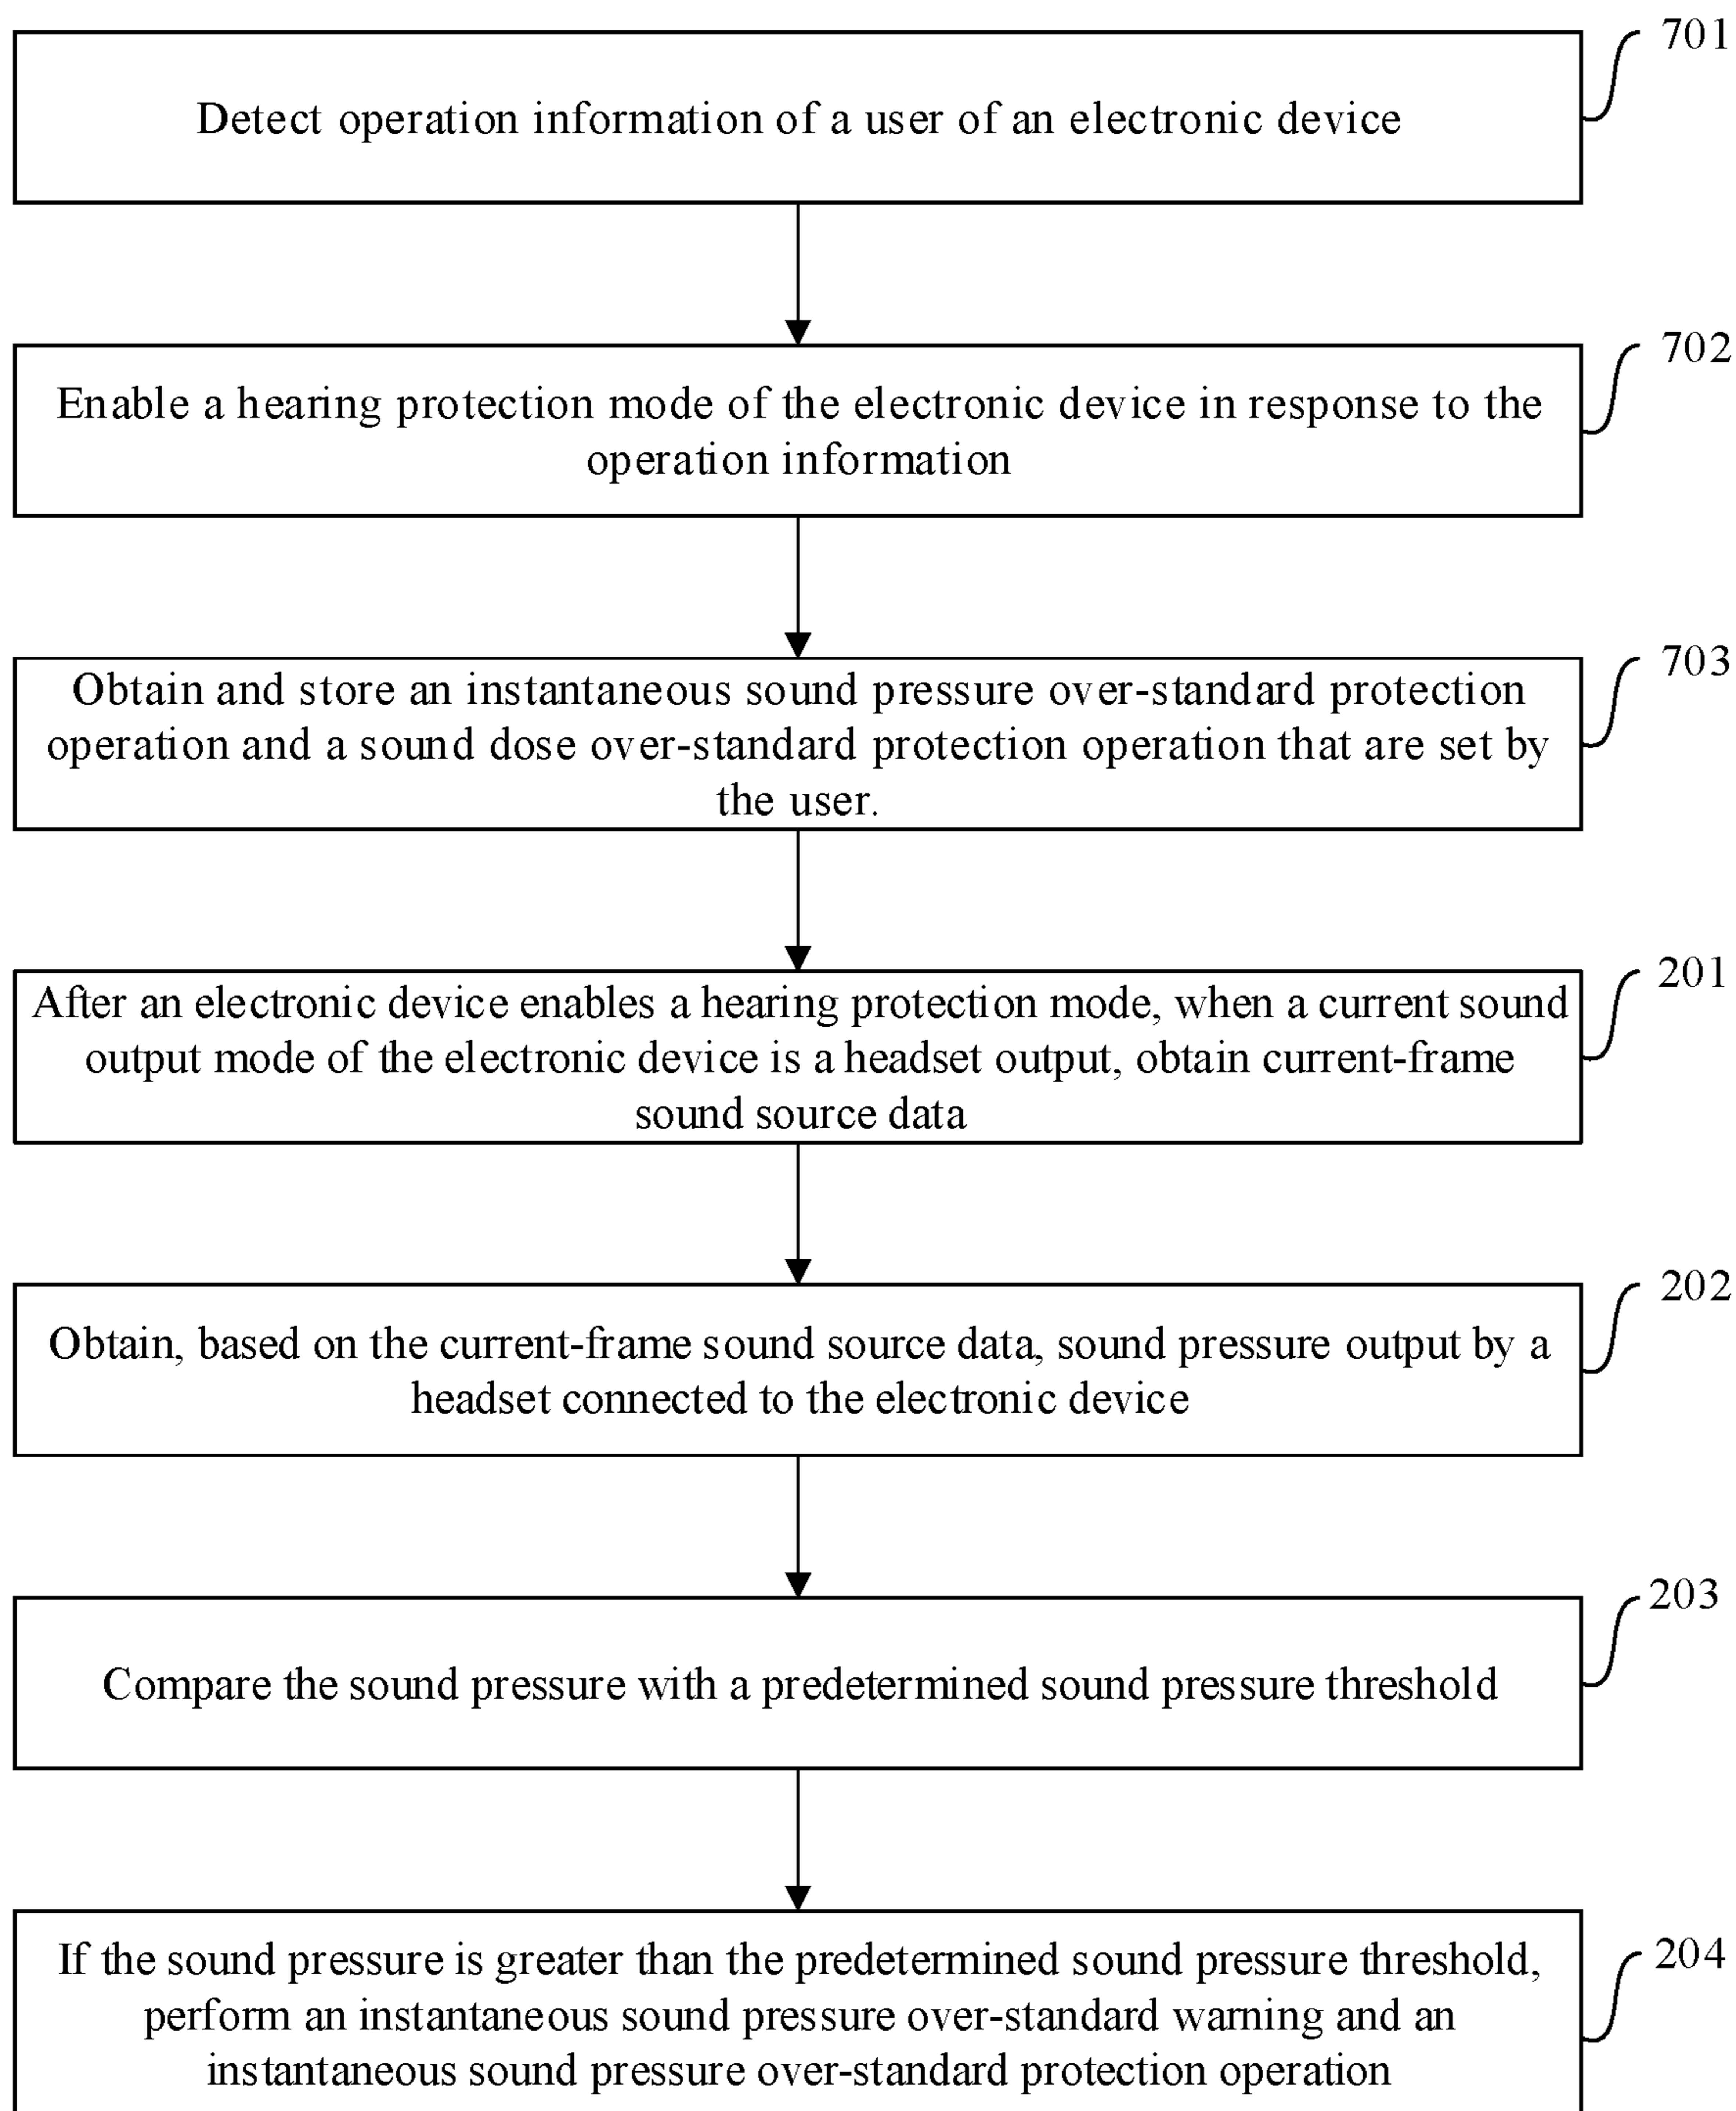 701
Detect operation information of a user of an electronic device
702
Enable a hearing protection mode of the electronic device in response to the
operation information
703
Obtain and store an instantaneous sound pressure over-standard protection
operation and a sound dose over-standard protection operation that are set by
the user.
201
After an electronic device enables a hearing protection mode, when a current sound
output mode of the electronic device is a headset output, obtain current-frame
sound source data
202
Obtain, based on the current-frame sound source data, sound pressure output by a
headset connected to the electronic device
203
Compare the sound pressure with a predetermined sound pressure threshold
204
If the sound pressure is greater than the predetermined sound pressure threshold,
perform an instantaneous sound pressure over-standard warning and an
instantaneous sound pressure over-standard protection operation